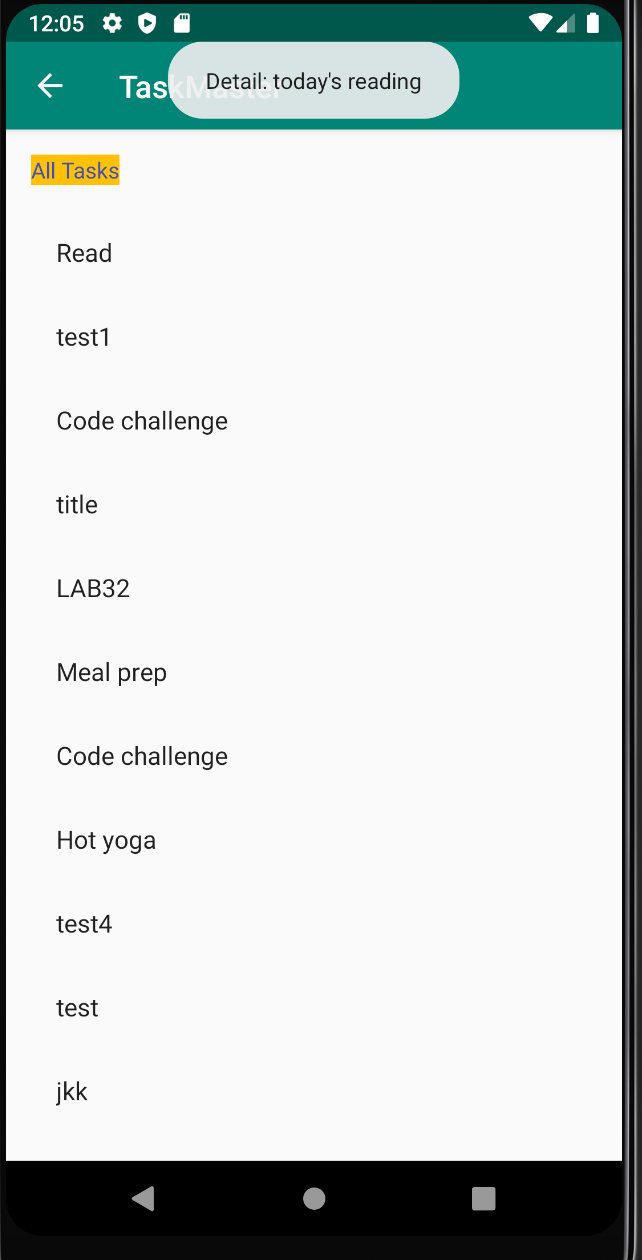 12:05
TaskMaster
Detail: today's reading
All Tasks
Read
test1
Code challenge
title
LAB32
Meal prep
Code challenge
Hot yoga
test4
test
jkk